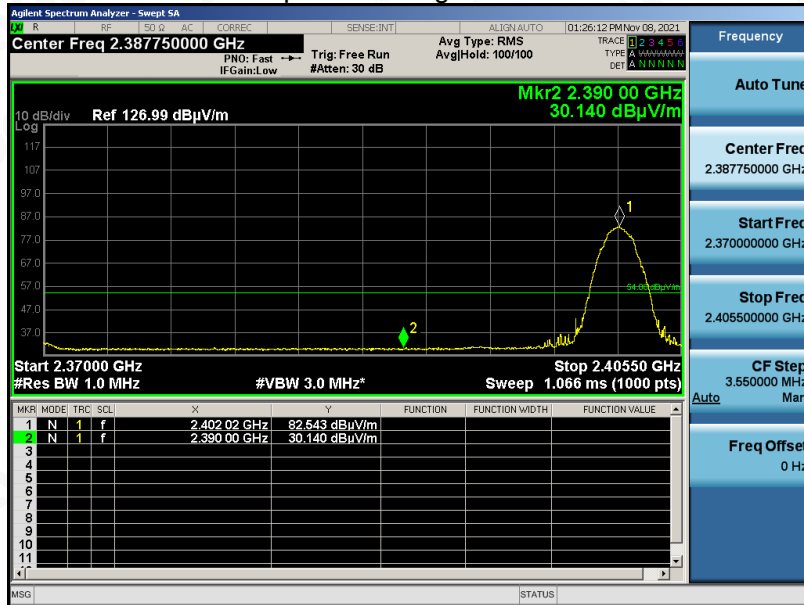 Agilent Spectrum Analyzer - Swept SA
LXI R RF 50 Ω AC CORREC SENSE:INT ALIGN AUTO 01:26:12 PM Nov 08, 2021
Center Freq 2.387750000 GHz
PNO: Fast
IFGain:Low
Trig: Free Run
#Atten: 30 dB
Avg Type: RMS
Avg|Hold: 100/100
TRACE 1 2 3 4 5 6
TYPE A
DET A N N N N N
Mkr2 2.390 00 GHz
30.140 dBµV/m
10 dB/div Ref 126.99 dBµV/m
Log
117
107
97.0
87.0
77.0
67.0
57.0
47.0
37.0
1
2
54.00 dBµV/m
Start 2.37000 GHz Stop 2.40550 GHz
#Res BW 1.0 MHz #VBW 3.0 MHz* Sweep 1.066 ms (1000 pts)
MKR MODE TRC SCL X Y FUNCTION FUNCTION WIDTH FUNCTION VALUE
1 N 1 f 2.402 02 GHz 82.543 dBµV/m
2 N 1 f 2.390 00 GHz 30.140 dBµV/m
3
4
5
6
7
8
9
10
11
MSG STATUS
Frequency
Auto Tune
Center Freq
2.387750000 GHz
Start Freq
2.370000000 GHz
Stop Freq
2.405500000 GHz
CF Step
3.550000 MHz
Auto Man
Freq Offset
0 Hz